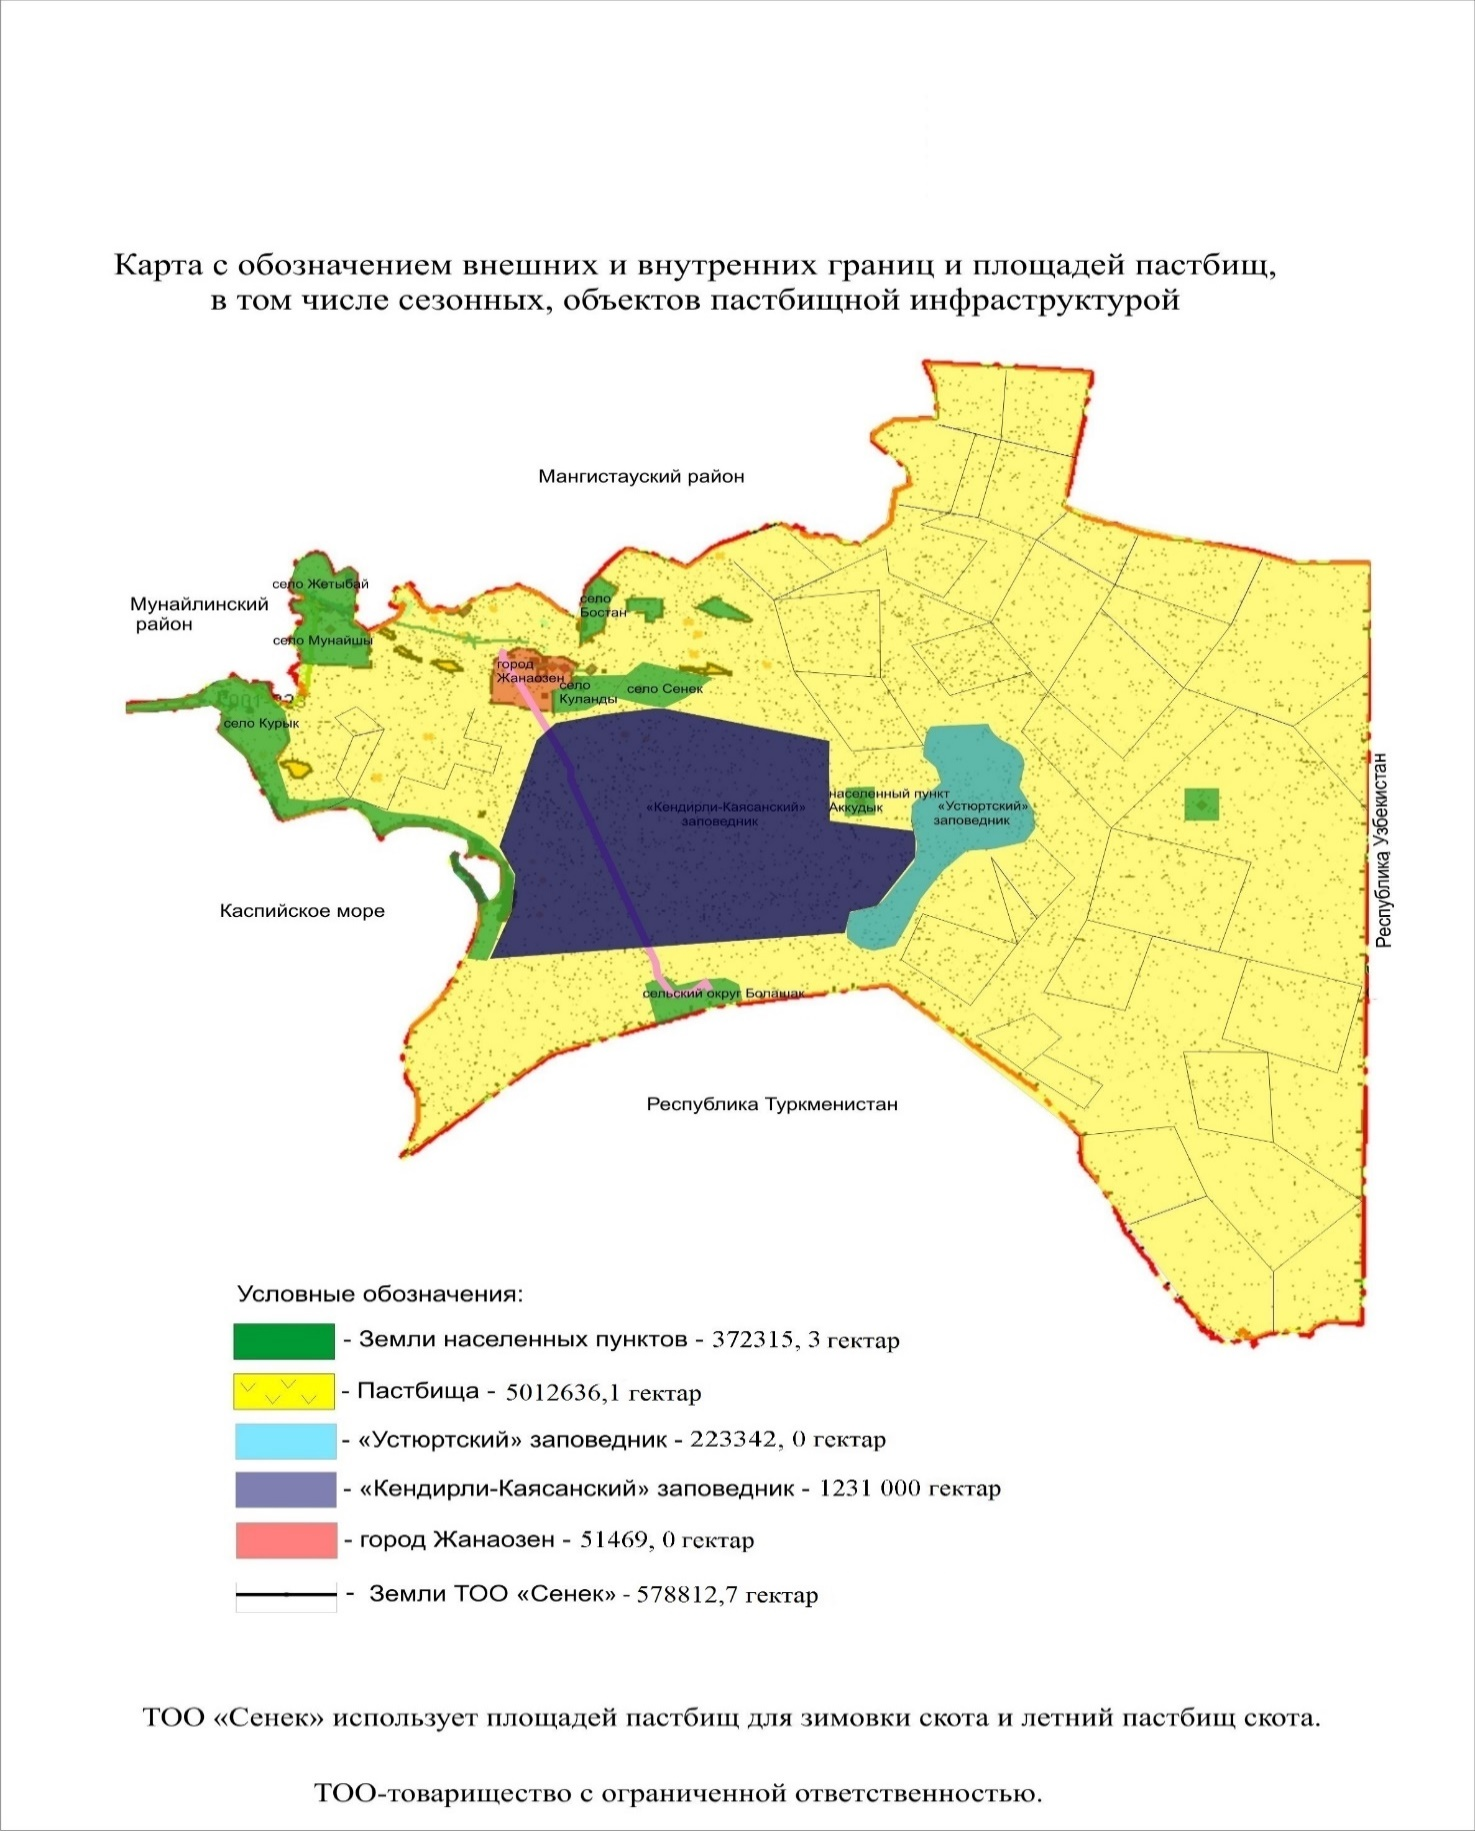 Карта с обозначением внешних и внутренних границ и площадей пастбищ,
в том числе сезонных, объектов пастбищной инфраструктурой
Мангистауский район
село Жетыбай
Мунайлинский
район
село
Бостан
село Мунайшы
город
Жанаозен
село
Куланды
село Сенек
село Курык
населенный пункт
Аккудык
«Кендирли-Каясанский»
заповедник
«Устюртский»
заповедник
Республика Узбекистан
Каспийское море
сельский округ Болашак
Республика Туркменистан
Условные обозначения:
- Земли населенных пунктов - 372315, 3 гектар
- Пастбища - 5012636,1 гектар
- «Устюртский» заповедник - 223342, 0 гектар
- «Кендирли-Каясанский» заповедник - 1231 000 гектар
- город Жанаозен - 51469, 0 гектар
- Земли ТОО «Сенек» - 578812,7 гектар
ТОО «Сенек» использует площадей пастбищ для зимовки скота и летний пастбищ скота.
ТОО-товарищество с ограниченной ответственностью.